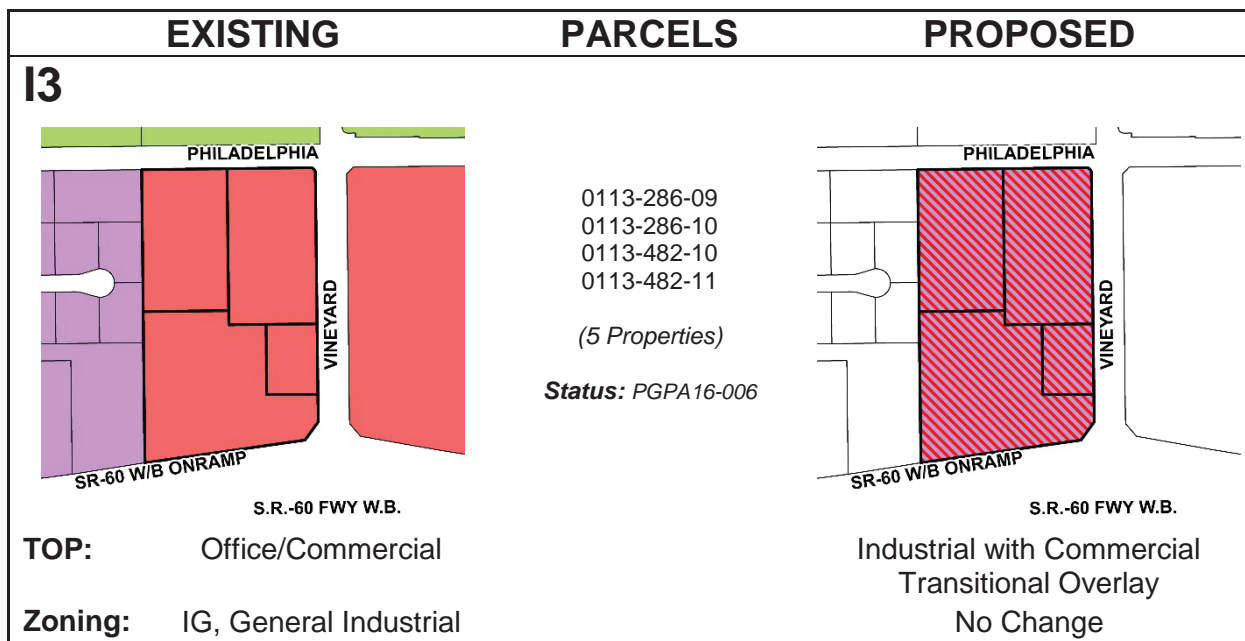 EXISTING PARCELS PROPOSED
I3
PHILADELPHIA
VINEYARD
SR-60 W/B ONRAMP
S.R.-60 FWY W.B.
0113-286-09
0113-286-10
0113-482-10
0113-482-11
(5 Properties)
Status: PGPA16-006
PHILADELPHIA
VINEYARD
SR-60 W/B ONRAMP
S.R.-60 FWY W.B.
TOP: Office/Commercial Industrial with Commercial
Transitional Overlay
Zoning: IG, General Industrial No Change